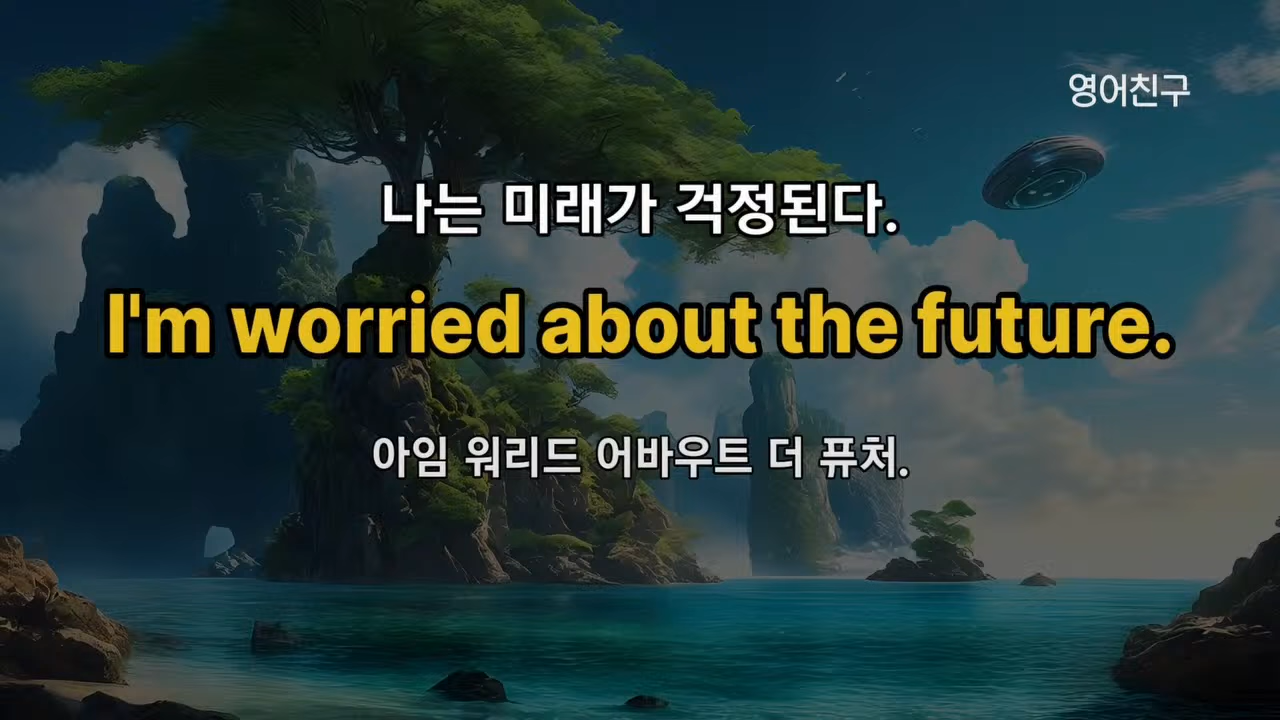 영어친구
나는 미래가 걱정된다.
I'm worried about the future.
아임 워리드 어바우트 더 퓨처.